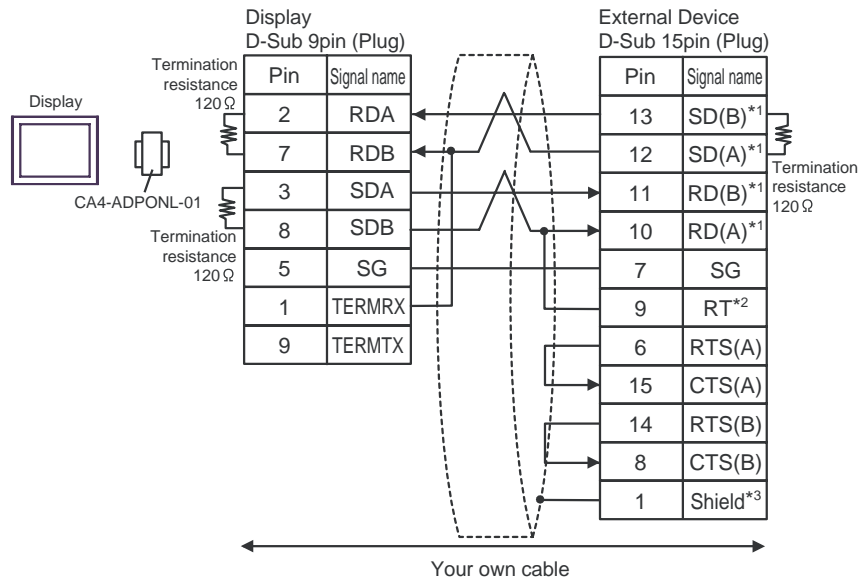 Display
D-Sub 9pin (Plug)
External Device
D-Sub 15pin (Plug)
Termination
resistance
120Ω
Display
CA4-ADPONL-01
Termination
resistance
120Ω
Pin Signal name
2 RDA
7 RDB
3 SDA
8 SDB
5 SG
1 TERMRX
9 TERMTX
Pin Signal name
13 SD(B)*1
12 SD(A)*1
11 RD(B)*1
10 RD(A)*1
7 SG
9 RT*2
6 RTS(A)
15 CTS(A)
14 RTS(B)
8 CTS(B)
1 Shield*3
Termination
resistance
120Ω
Your own cable